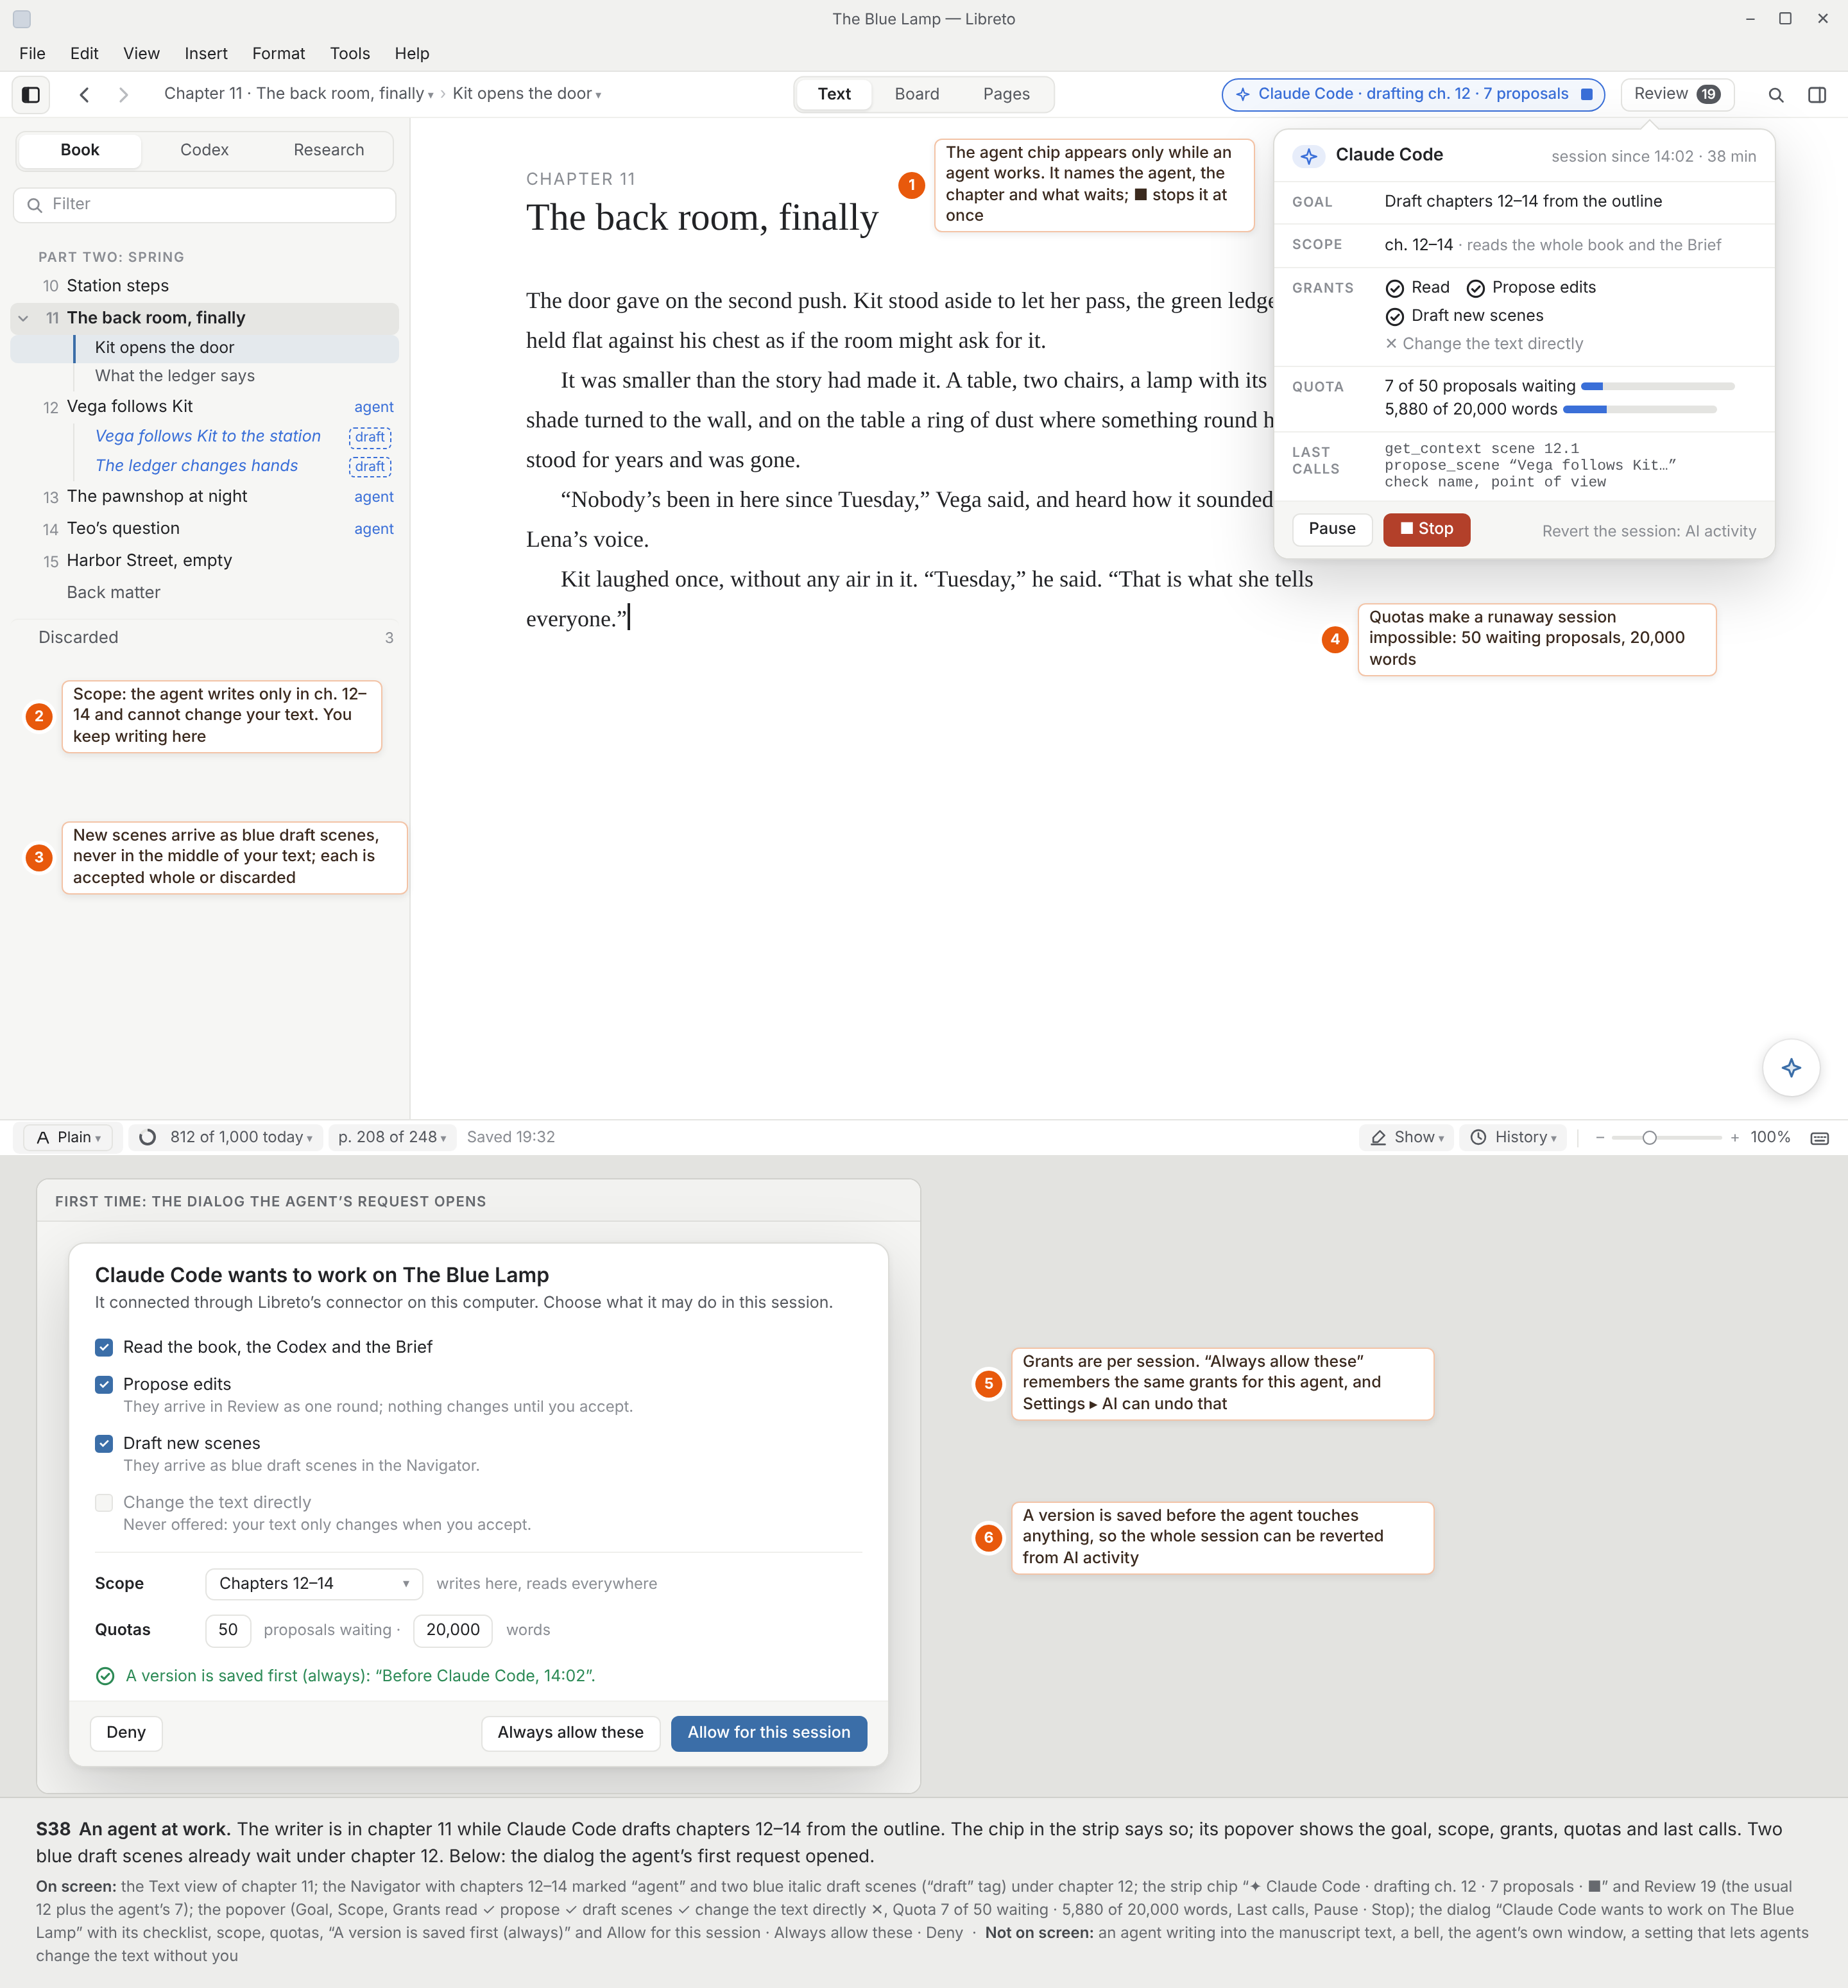 The Blue Lamp — Libreto
File Edit View Insert Format Tools Help
Chapter 11 · The back room, finally ▾ › Kit opens the door ▾
Text Board Pages
Claude Code · drafting ch. 12 · 7 proposals
Review 19
Book Codex Research
Filter
PART TWO: SPRING
10 Station steps
11 The back room, finally
Kit opens the door
What the ledger says
12 Vega follows Kit agent
Vega follows Kit to the station draft
The ledger changes hands draft
13 The pawnshop at night agent
14 Teo’s question agent
15 Harbor Street, empty
Back matter
Discarded 3
2
Scope: the agent writes only in ch. 12–
14 and cannot change your text. You
keep writing here
3
New scenes arrive as blue draft scenes,
never in the middle of your text; each is
accepted whole or discarded
CHAPTER 11
The back room, finally
1
The agent chip appears only while an
agent works. It names the agent, the
chapter and what waits; ■ stops it at
once
The door gave on the second push. Kit stood aside to let her pass, the green ledge
held flat against his chest as if the room might ask for it.
It was smaller than the story had made it. A table, two chairs, a lamp with its
shade turned to the wall, and on the table a ring of dust where something round h
stood for years and was gone.
“Nobody’s been in here since Tuesday,” Vega said, and heard how it sounded
Lena’s voice.
Kit laughed once, without any air in it. “Tuesday,” he said. “That is what she tells
everyone.”
Claude Code session since 14:02 · 38 min
GOAL Draft chapters 12–14 from the outline
SCOPE ch. 12–14 · reads the whole book and the Brief
GRANTS Read Propose edits
Draft new scenes
✕ Change the text directly
QUOTA 7 of 50 proposals waiting
5,880 of 20,000 words
LAST CALLS
get_context scene 12.1
propose_scene “Vega follows Kit…”
check name, point of view
Pause ■ Stop Revert the session: AI activity
4
Quotas make a runaway session
impossible: 50 waiting proposals, 20,000
words
A Plain ▾ 812 of 1,000 today ▾ p. 208 of 248 ▾ Saved 19:32
Show ▾ History ▾ − + 100%
FIRST TIME: THE DIALOG THE AGENT’S REQUEST OPENS
Claude Code wants to work on The Blue Lamp
It connected through Libreto’s connector on this computer. Choose what it may do in this session.
Read the book, the Codex and the Brief
Propose edits
They arrive in Review as one round; nothing changes until you accept.
Draft new scenes
They arrive as blue draft scenes in the Navigator.
Change the text directly
Never offered: your text only changes when you accept.
Scope Chapters 12–14 ▾ writes here, reads everywhere
Quotas 50 proposals waiting · 20,000 words
A version is saved first (always): “Before Claude Code, 14:02”.
Deny Always allow these Allow for this session
5
Grants are per session. “Always allow these”
remembers the same grants for this agent, and
Settings ▸ AI can undo that
6
A version is saved before the agent touches
anything, so the whole session can be reverted
from AI activity
S38 An agent at work. The writer is in chapter 11 while Claude Code drafts chapters 12–14 from the outline. The chip in the strip says so; its popover shows the goal, scope, grants, quotas and last calls. Two
blue draft scenes already wait under chapter 12. Below: the dialog the agent’s first request opened.
On screen: the Text view of chapter 11; the Navigator with chapters 12–14 marked “agent” and two blue italic draft scenes (“draft” tag) under chapter 12; the strip chip “✦ Claude Code · drafting ch. 12 · 7 proposals · ■” and Review 19 (the usual
12 plus the agent’s 7); the popover (Goal, Scope, Grants read ✓ propose ✓ draft scenes ✓ change the text directly ✕, Quota 7 of 50 waiting · 5,880 of 20,000 words, Last calls, Pause · Stop); the dialog “Claude Code wants to work on The Blue
Lamp” with its checklist, scope, quotas, “A version is saved first (always)” and Allow for this session · Always allow these · Deny · Not on screen: an agent writing into the manuscript text, a bell, the agent’s own window, a setting that lets agents
change the text without you